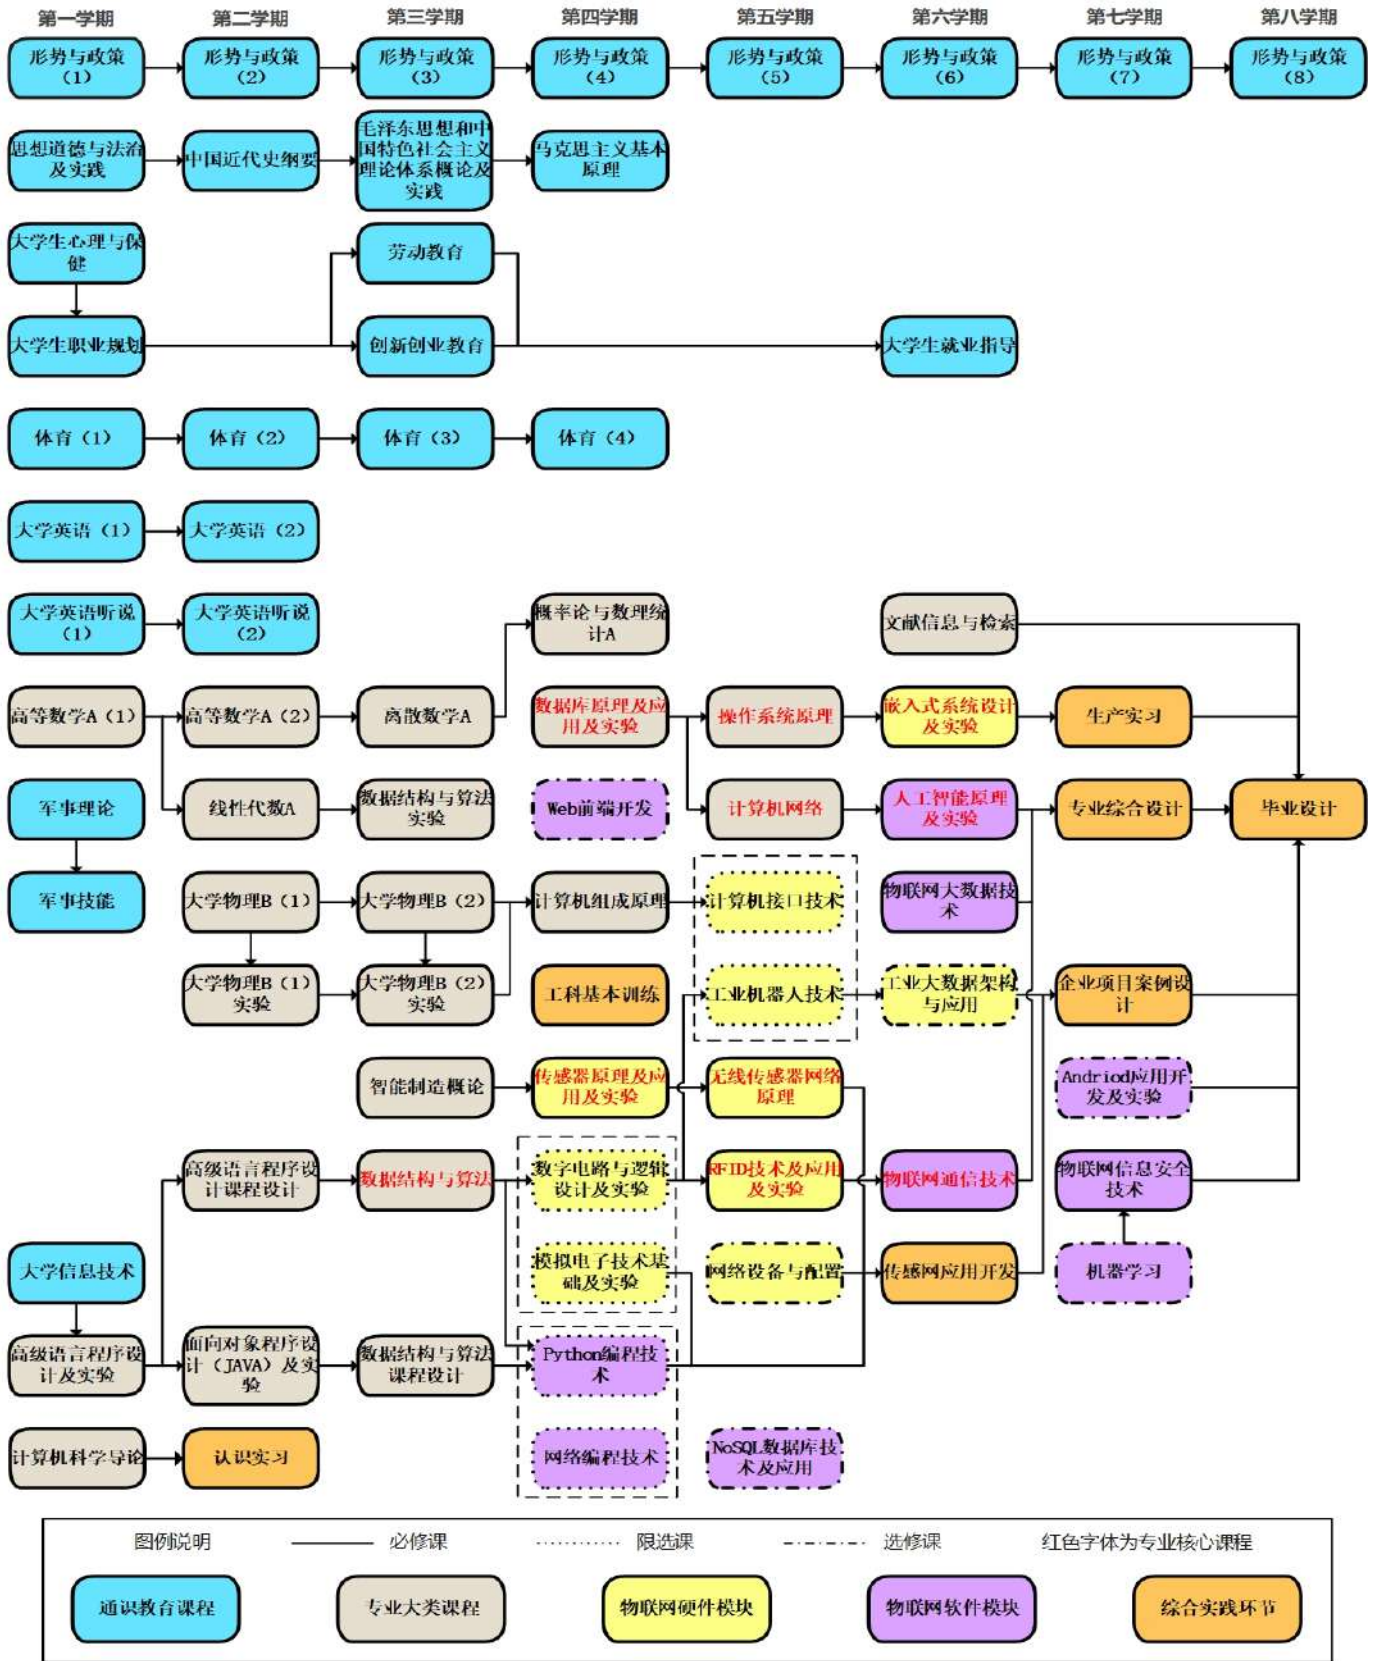 第一学期
第二学期
第三学期
第四学期
第五学期
第六学期
第七学期
第八学期
形势与政策
（1）
形势与政策
（2）
形势与政策
（3）
形势与政策
（4）
形势与政策
（5）
形势与政策
（6）
形势与政策
（7）
形势与政策
（8）
思想道德与法治
及实践
中国近代史纲要
毛泽东思想和中
国特色社会主义
理论体系概论及
实践
马克思主义基本
原理
大学生心理与保
健
劳动教育
大学生职业规划
创新创业教育
大学生就业指导
体育（1）
体育（2）
体育（3）
体育（4）
大学英语（1）
大学英语（2）
大学英语听说
（1）
大学英语听说
（2）
概率论与数理统
计A
文献信息与检索
高等数学A（1）
高等数学A（2）
离散数学A
数据库原理及应
用及实验
操作系统原理
嵌入式系统设计
及实验
生产实习
军事理论
线性代数A
数据结构与算法
实验
Web前端开发
计算机网络
人工智能原理
及实验
专业综合设计
毕业设计
军事技能
大学物理B（1）
大学物理B（2）
计算机组成原理
计算机接口技术
物联网大数据技
术
大学物理B（1）
实验
大学物理B（2）
实验
工科基本训练
工业机器人技术
工业大数据架构
与应用
企业项目案例设
计
智能制造概论
传感器原理及应
用及实验
无线传感器网络
原理
Andriod应用开
发及实验
高级语言程序设
计课程设计
数据结构与算法
数字电路与逻辑
设计及实验
RFID技术及应用
及实验
物联网通信技术
物联网信息安全
技术
大学信息技术
模拟电子技术基
础及实验
网络设备与配置
传感网应用开发
机器学习
高级语言程序设
计及实验
面向对象程序设
计（JAVA）及实
验
数据结构与算法
课程设计
Python编程技
术
计算机科学导论
认识实习
网络编程技术
NoSQL数据库技
术及应用
图例说明
必修课
限选课
选修课
红色字体为专业核心课程
通识教育课程
专业大类课程
物联网硬件模块
物联网软件模块
综合实践环节